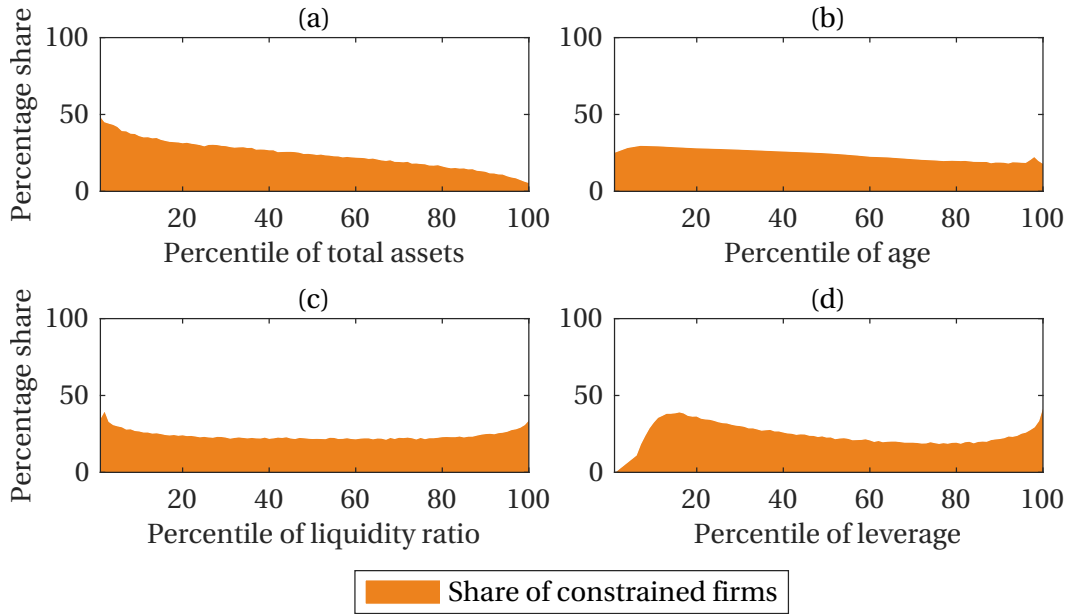 (a)
Percentage share
100
50
0
20 40 60 80 100
Percentile of total assets
(b)
100
50
0
20 40 60 80 100
Percentile of age
(c)
Percentage share
100
50
0
20 40 60 80 100
Percentile of liquidity ratio
(d)
100
50
0
20 40 60 80 100
Percentile of leverage
Share of constrained firms